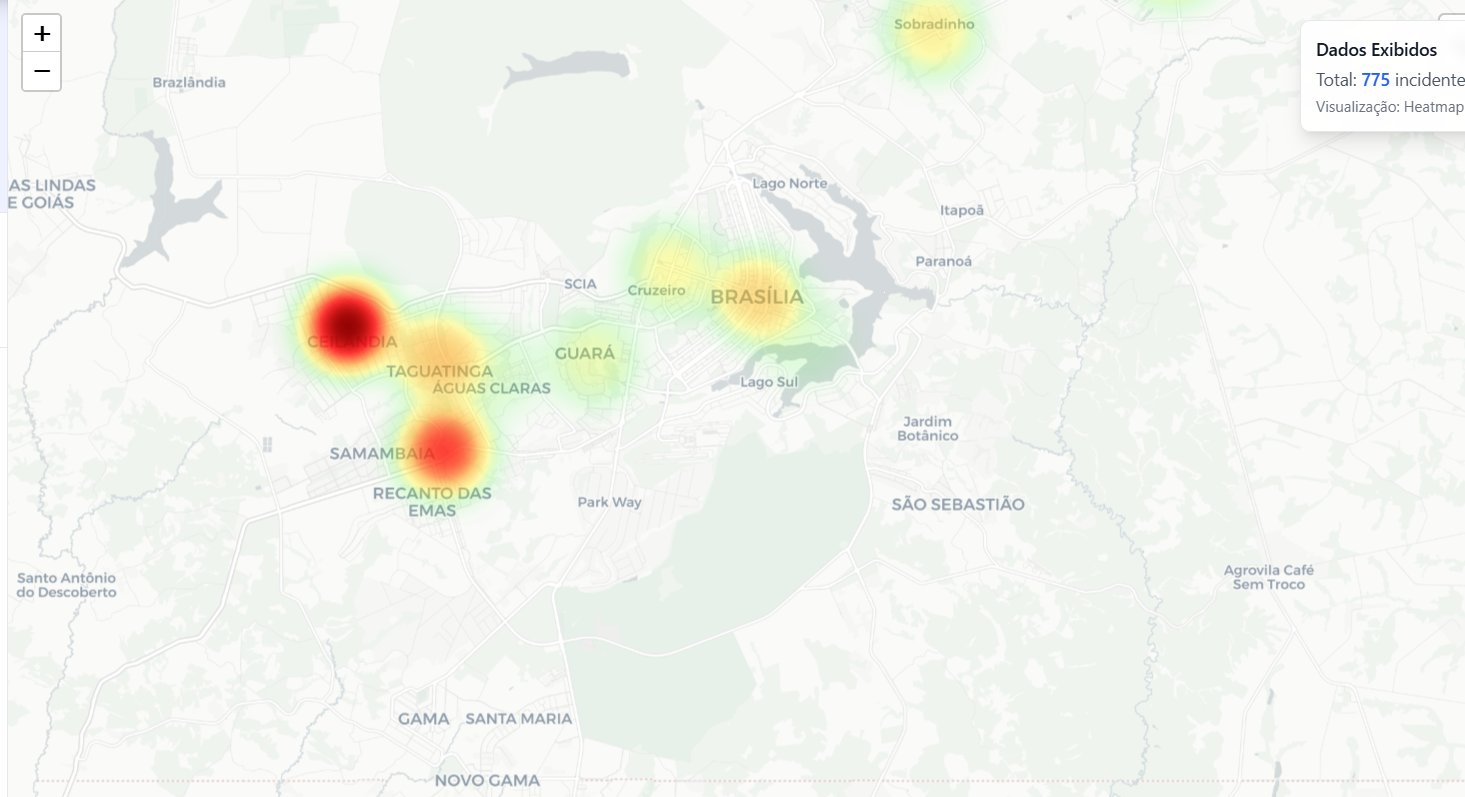 +
−
Sobradinho
Dados Exibidos
Total: 775 incidente
Visualização: Heatmap
Brazlândia
AS LINDAS
E GOIÁS
Lago Norte
Itapoã
Paranoá
SCIA
Cruzeiro
BRASÍLIA
CEILÂNDIA
GUARÁ
TAGUATINGA
ÁGUAS CLARAS
Lago Sul
Jardim
Botânico
SAMAMBAIA
RECANTO DAS
EMAS
Park Way
SÃO SEBASTIÃO
Santo Antônio
do Descoberto
Agrovila Café
Sem Troco
GAMA
SANTA MARIA
NOVO GAMA